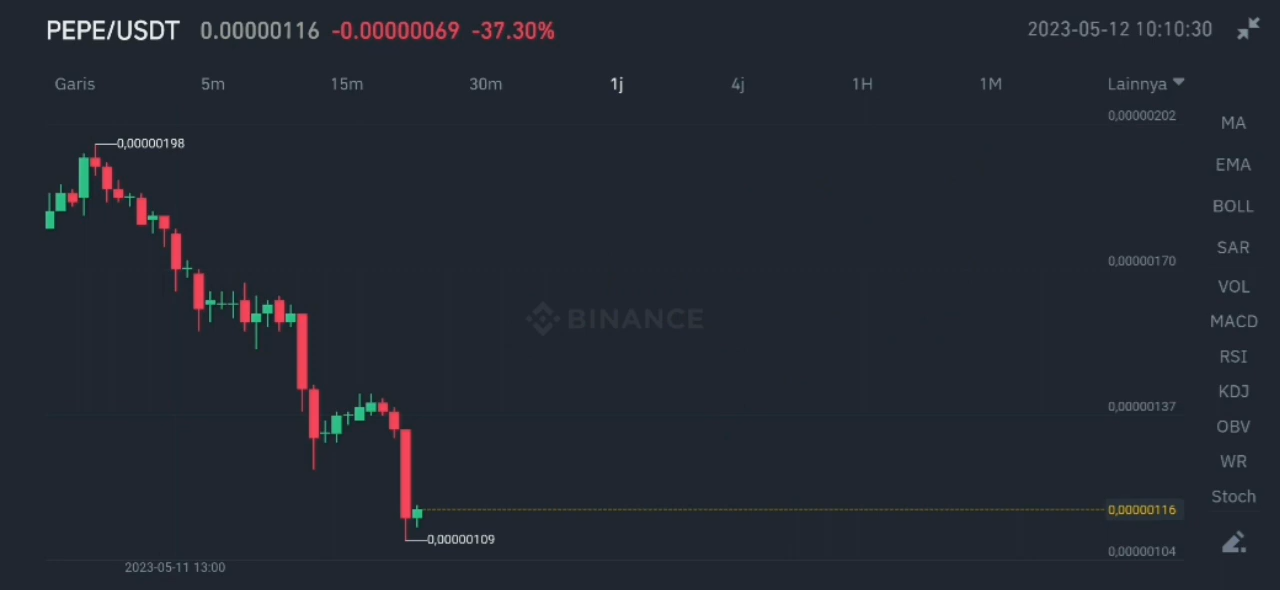 PEPE/USDT 0.00000116 -0.00000069 -37.30% 2023-05-12 10:10:30
Garis 5m 15m 30m 1j 4j 1H 1M Lainnya
0,00000202
MA
0,00000198
EMA
BOLL
SAR
0,00000170
VOL
BINANCE
MACD
RSI
KDJ
0,00000137
OBV
WR
Stoch
0,00000116
0,00000109
0,00000104
2023-05-11 13:00